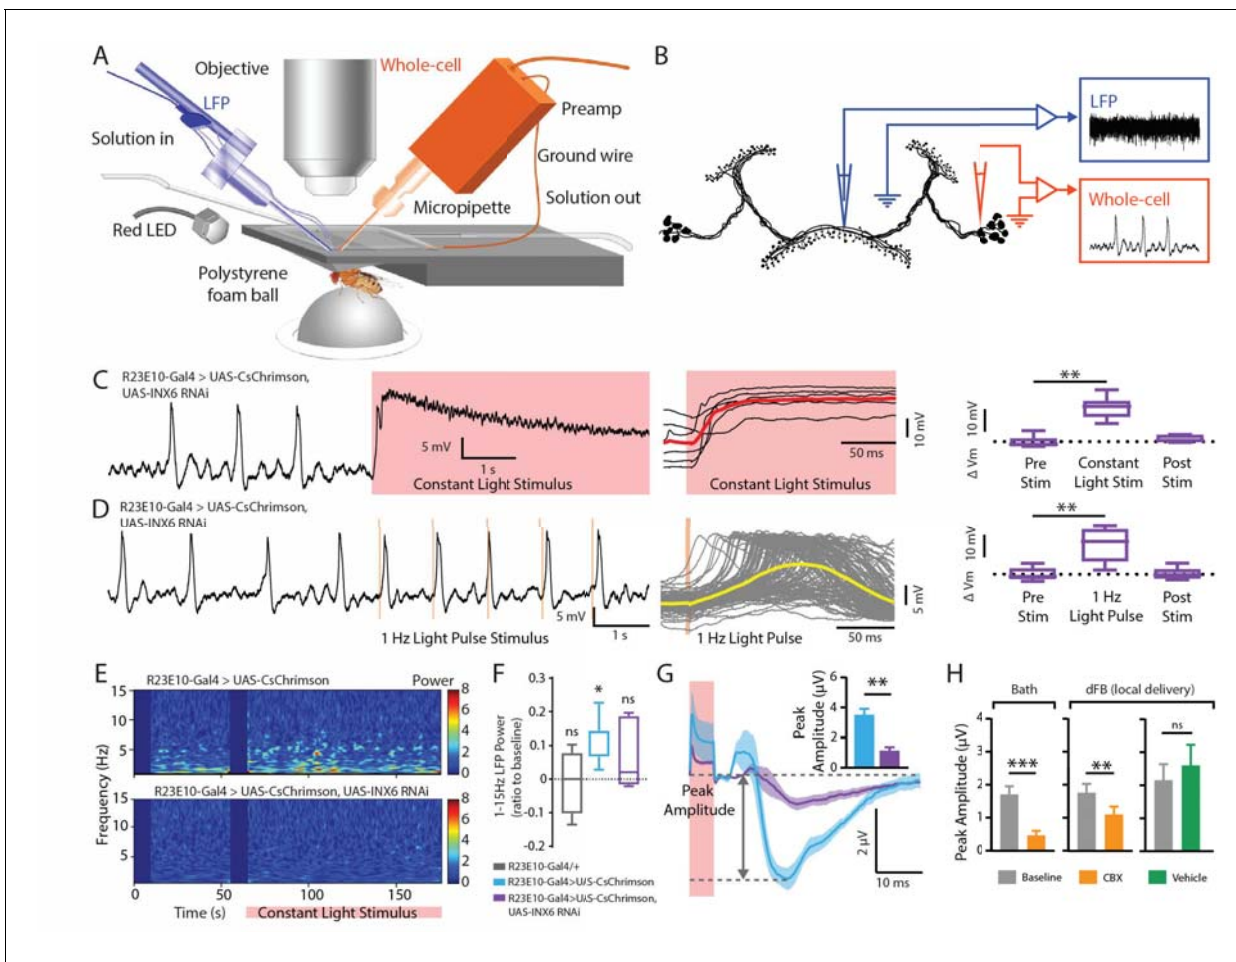 A
Objective
Whole-cell
LFP
Preamp
Solution in
Ground wire
Solution out
Micropipette
Red LED
Polystyrene
foam ball
B
LFP
Whole-cell
C
R23E10-Gal4 > UAS-CsChrimson,
UAS-INX6 RNAi
5 mV
1 s
Constant Light Stimulus
10 mV
50 ms
Constant Light Stimulus
**
10 mV
Δ Vm
Pre
Stim
Constant
Light Stim
Post
Stim
D
R23E10-Gal4 > UAS-CsChrimson,
UAS-INX6 RNAi
5 mV
1 s
1 Hz Light Pulse Stimulus
5 mV
50 ms
1 Hz Light Pulse
**
10 mV
Δ Vm
Pre
Stim
1 Hz
Light Pulse
Post
Stim
E
R23E10-Gal4 > UAS-CsChrimson
Power
15
10
5
8
6
4
2
0
R23E10-Gal4 > UAS-CsChrimson, UAS-INX6 RNAi
15
10
5
8
6
4
2
0
Frequency (Hz)
0
50
100
150
Time (s)
Constant Light Stimulus
F
1-15Hz LFP Power
(ratio to baseline)
0.3
0.2
0.1
0
-0.1
-0.2
ns
*
ns
R23E10-Gal4/+
R23E10-Gal4>UAS-CsChrimson
R23E10-Gal4>UAS-CsChrimson,
UAS-INX6 RNAi
G
Peak
Amplitude
Peak
Amplitude (μV)
4
2
0
**
2 μV
10 ms
H
Bath
dFB (local delivery)
Peak Amplitude (μV)
4
3
2
1
0
***
**
ns
Baseline
CBX
Vehicle